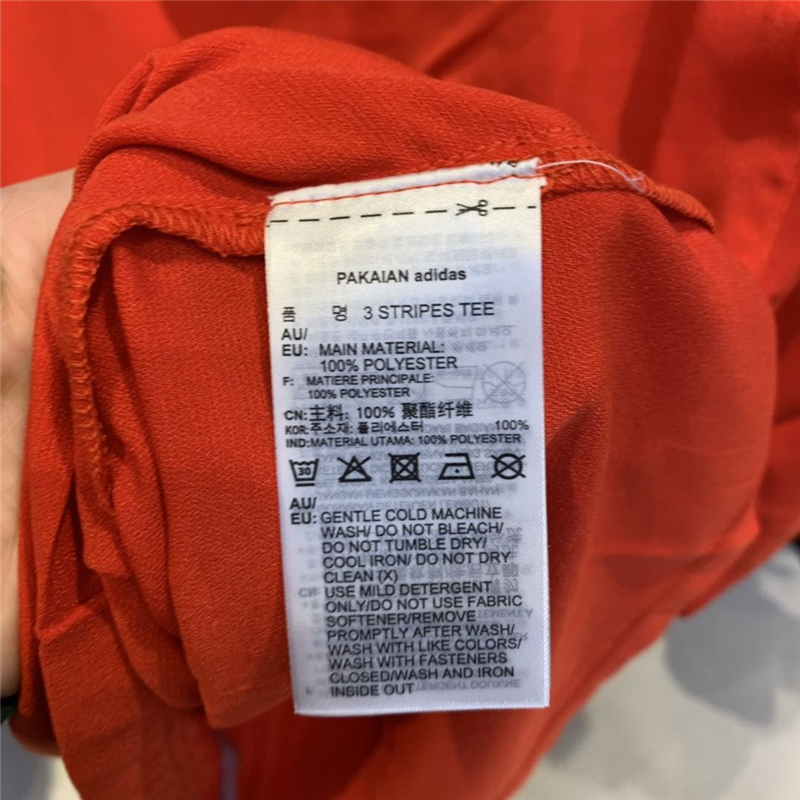 PAKAIAN adidas
품 명 3 STRIPES TEE
AU/
EU: MAIN MATERIAL:
100% POLYESTER
F: MATIERE PRINCIPALE:
100% POLYESTER
CN:主料: 100% 聚酯纤维
KOR:주소재: 폴리에스터 100%
IND:MATERIAL UTAMA: 100% POLYESTER
30
AU/
EU: GENTLE COLD MACHINE
WASH/ DO NOT BLEACH/
DO NOT TUMBLE DRY/
COOL IRON/ DO NOT DRY
CLEAN (X)
USE MILD DETERGENT
ONLY/DO NOT USE FABRIC
SOFTENER/REMOVE
PROMPTLY AFTER WASH/
WASH WITH LIKE COLORS/
WASH WITH FASTENERS
CLOSED/WASH AND IRON
INSIDE OUT